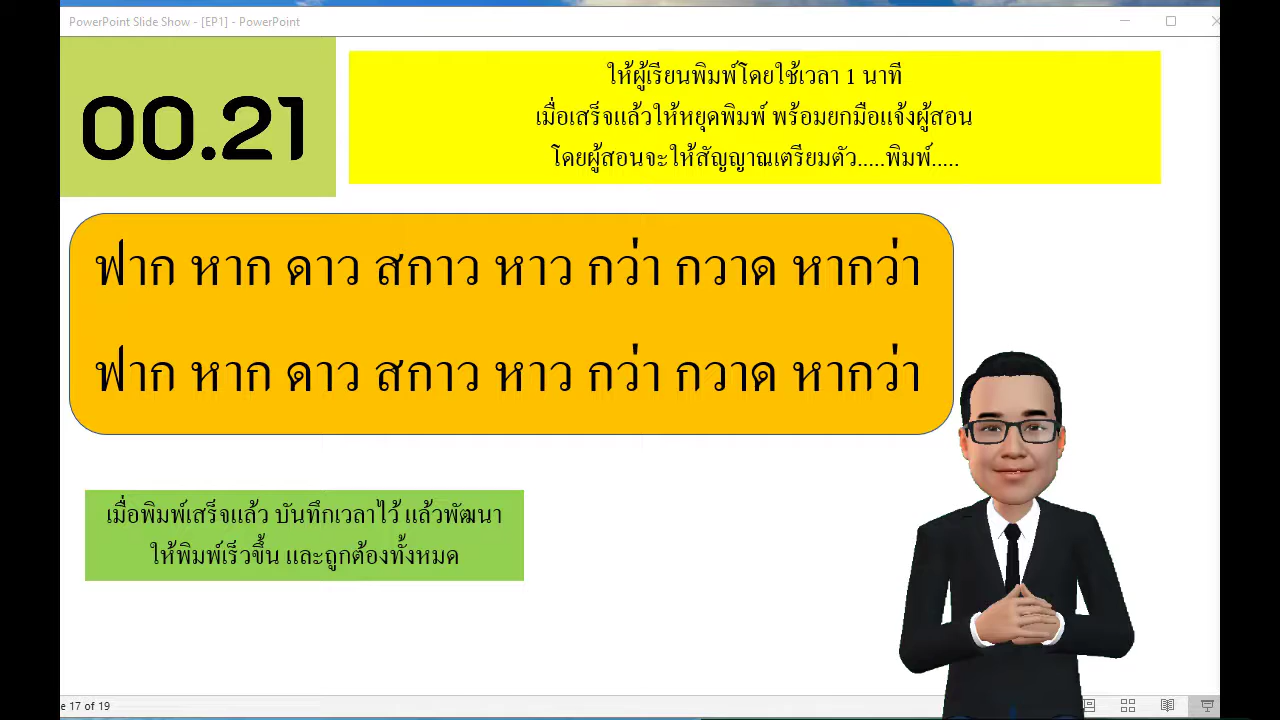 PowerPoint Slide Show - [EP1] - PowerPoint
00.21
ให้ผู้เรียนพิมพ์โดยใช้เวลา 1 นาที
เมื่อเสร็จแล้วให้หยุดพิมพ์ พร้อมยกมือแจ้งผู้สอน
โดยผู้สอนจะให้สัญญาณเตรียมตัว.....พิมพ์.....
ฟาก หาก ดาว สกาว หาว กว่า กวาด หากว่า
ฟาก หาก ดาว สกาว หาว กว่า กวาด หากว่า
เมื่อพิมพ์เสร็จแล้ว บันทึกเวลาไว้ แล้วพัฒนา
ให้พิมพ์เร็วขึ้น และถูกต้องทั้งหมด
e 17 of 19